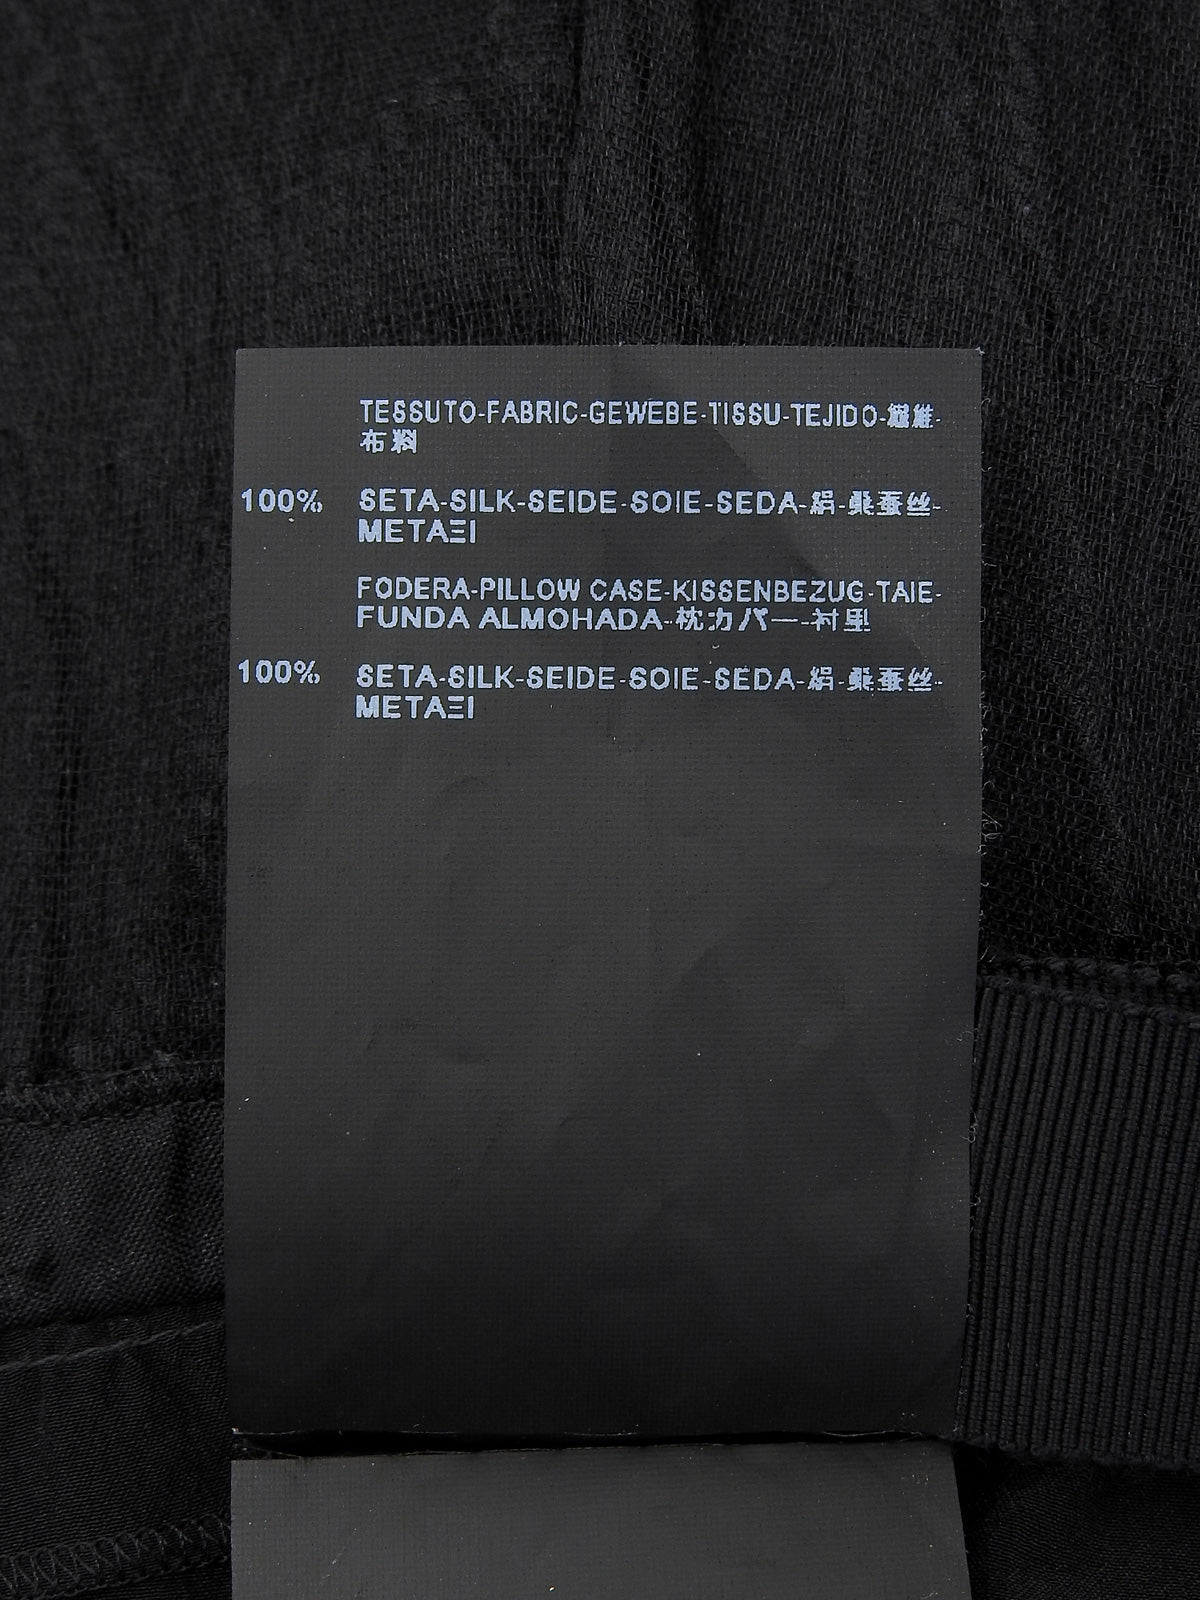 TESSUTO-FABRIC-GEWEBE-TISSU-TEJIDO-繊維-
布料
100% SETA-SILK-SEIDE-SOIE-SEDA-絹-桑蚕丝-
ΜΕΤΑΞΙ
FODERA-PILLOW CASE-KISSENBEZUG-TAIE-
FUNDA ALMOHADA-枕カバー-衬里
100% SETA-SILK-SEIDE-SOIE-SEDA-絹-桑蚕丝-
ΜΕΤΑΞΙ